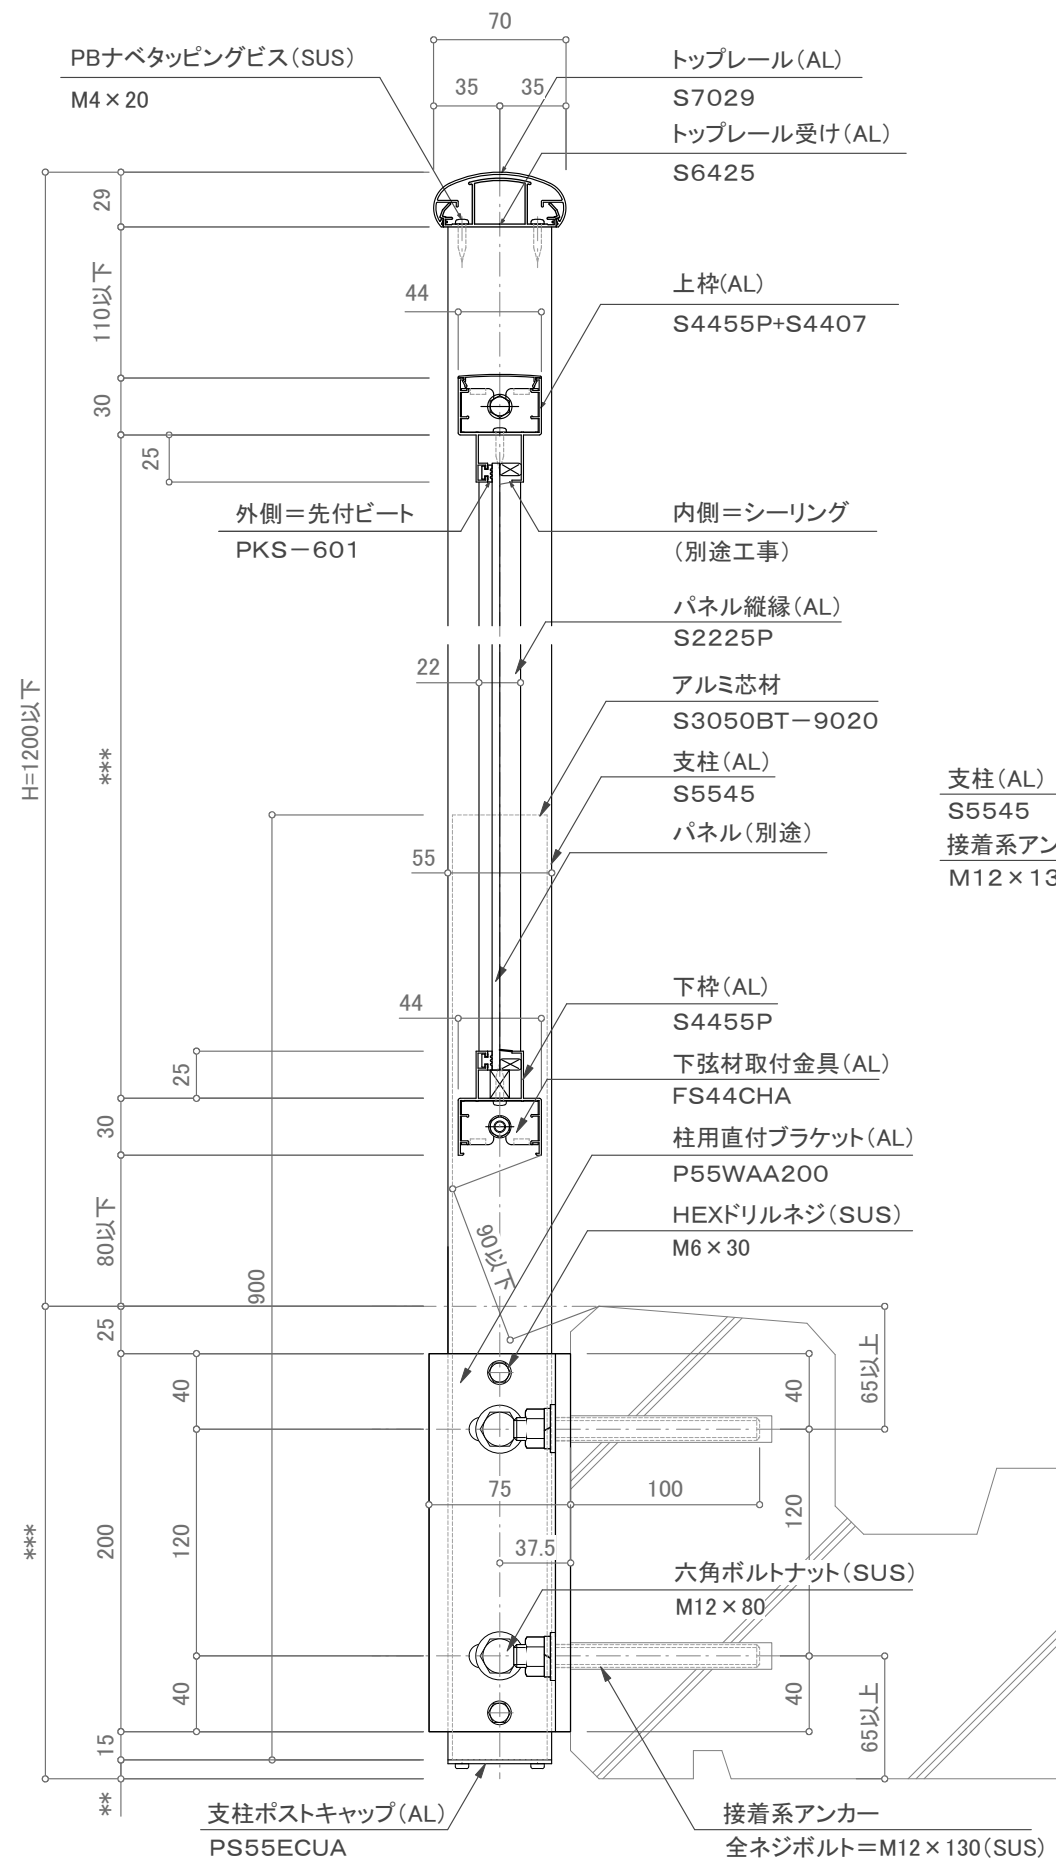 70
PBナベタッピングビス(SUS)
M4×20
35
35
トップレール(AL)
S7029
トップレール受け(AL)
S6425
29
110以下
44
上枠(AL)
S4455P+S4407
30
25
外側=先付ビート
PKS-601
内側=シーリング
(別途工事)
パネル縦縁(AL)
S2225P
22
アルミ芯材
S3050BT-9020
H=1200以下
***
支柱(AL)
S5545
パネル(別途)
55
支柱(AL)
S5545
接着系アン
M12×13
44
下枠(AL)
S4455P
25
下弦材取付金具(AL)
FS44CHA
30
柱用直付ブラケット(AL)
P55WAA200
80以下
90以下
HEXドリルネジ(SUS)
M6×30
900
25
40
40
65以上
75
100
***
200
120
120
37.5
六角ボルトナット(SUS)
M12×80
40
40
65以上
15
**
支柱ポストキャップ(AL)
PS55ECUA
接着系アンカー
全ネジボルト=M12×130(SUS)